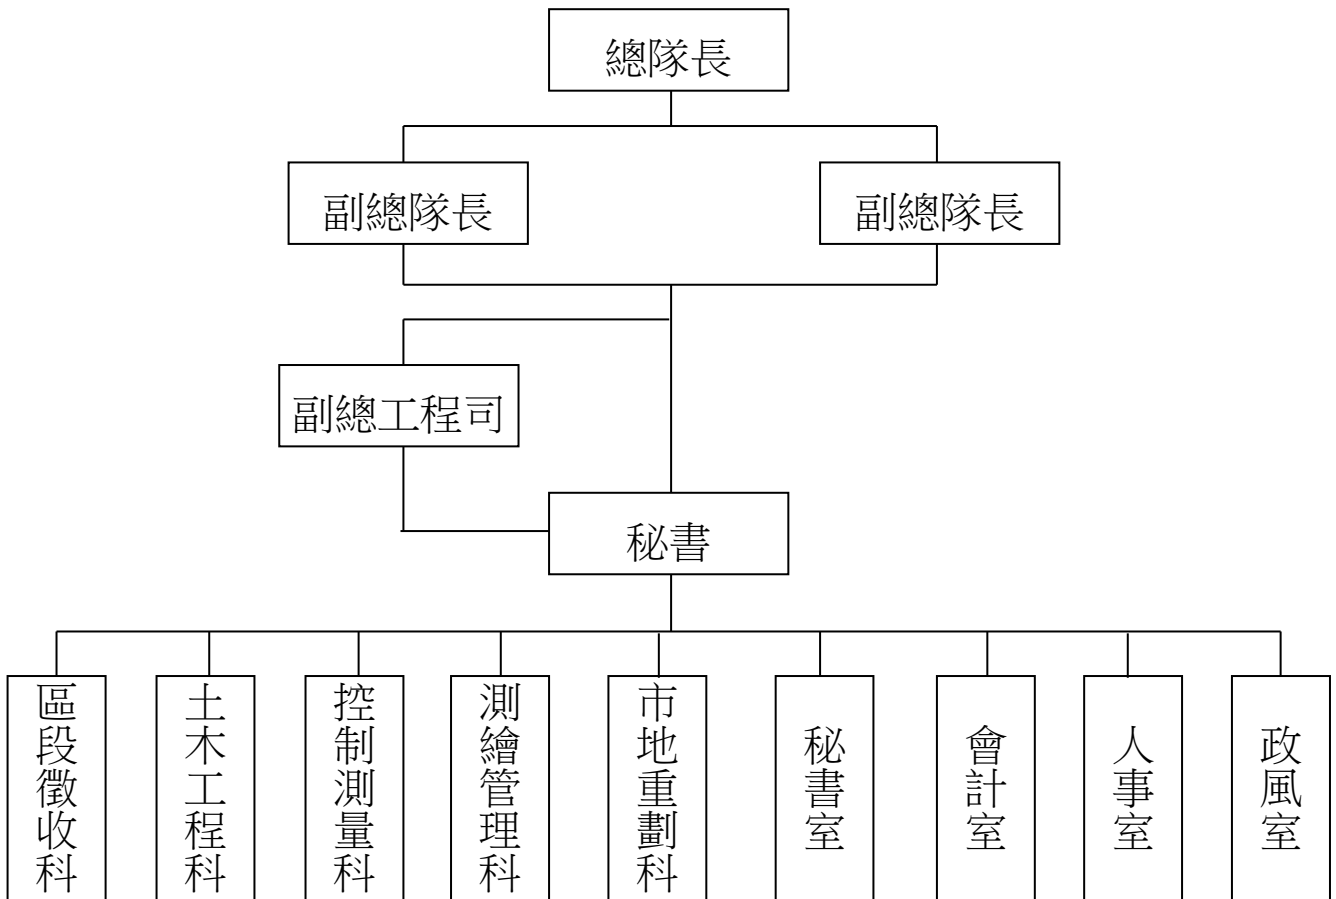 總隊長
副總隊長
副總隊長
副總工程司
秘書
區段徵收科
土木工程科
控制測量科
測繪管理科
市地重劃科
秘書室
會計室
人事室
政風室